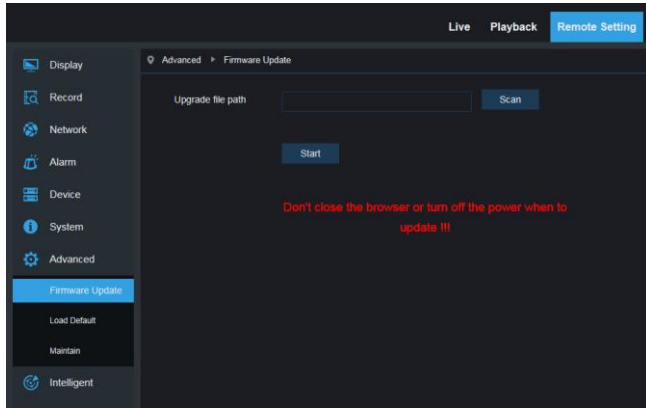 Live Playback Remote Setting
Display
Record
Network
Alarm
Device
System
Advanced
Firmware Update
Load Default
Maintain
Intelligent
Advanced Firmware Update
Upgrade file path Scan
Start
Don't close the browser or turn off the power when to
update !!!